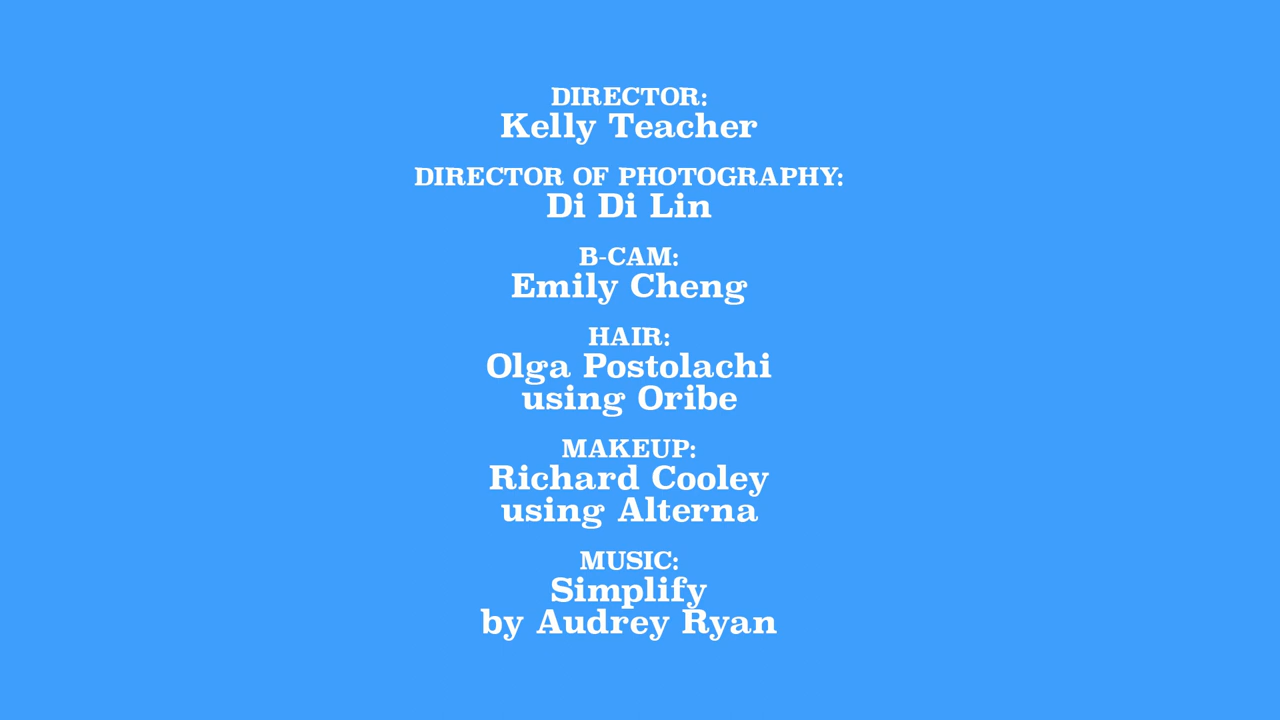 DIRECTOR:
Kelly Teacher
DIRECTOR OF PHOTOGRAPHY:
Di Di Lin
B-CAM:
Emily Cheng
HAIR:
Olga Postolachi
using Oribe
MAKEUP:
Richard Cooley
using Alterna
MUSIC:
Simplify
by Audrey Ryan